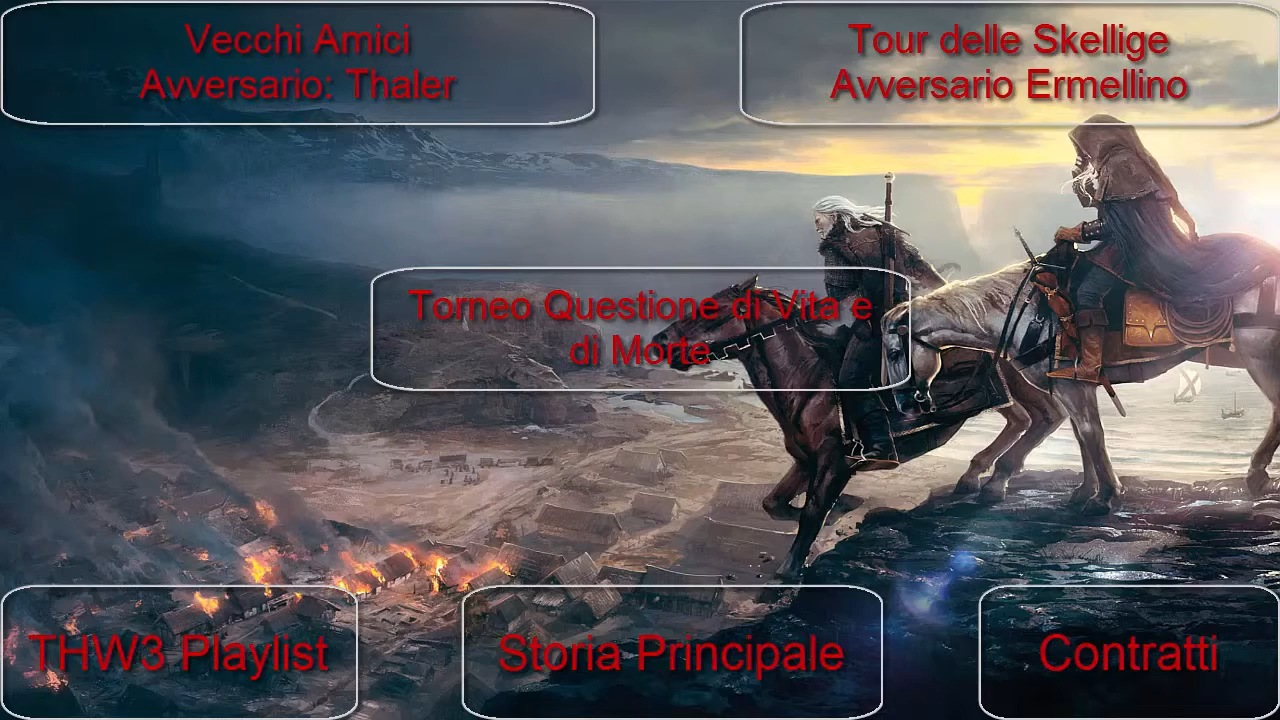 Vecchi Amici
Avversario: Thaler
Tour delle Skellige
Avversario Ermellino
Torneo Questione di Vita e
di Morte
THW3 Playlist
Storia Principale
Contratti